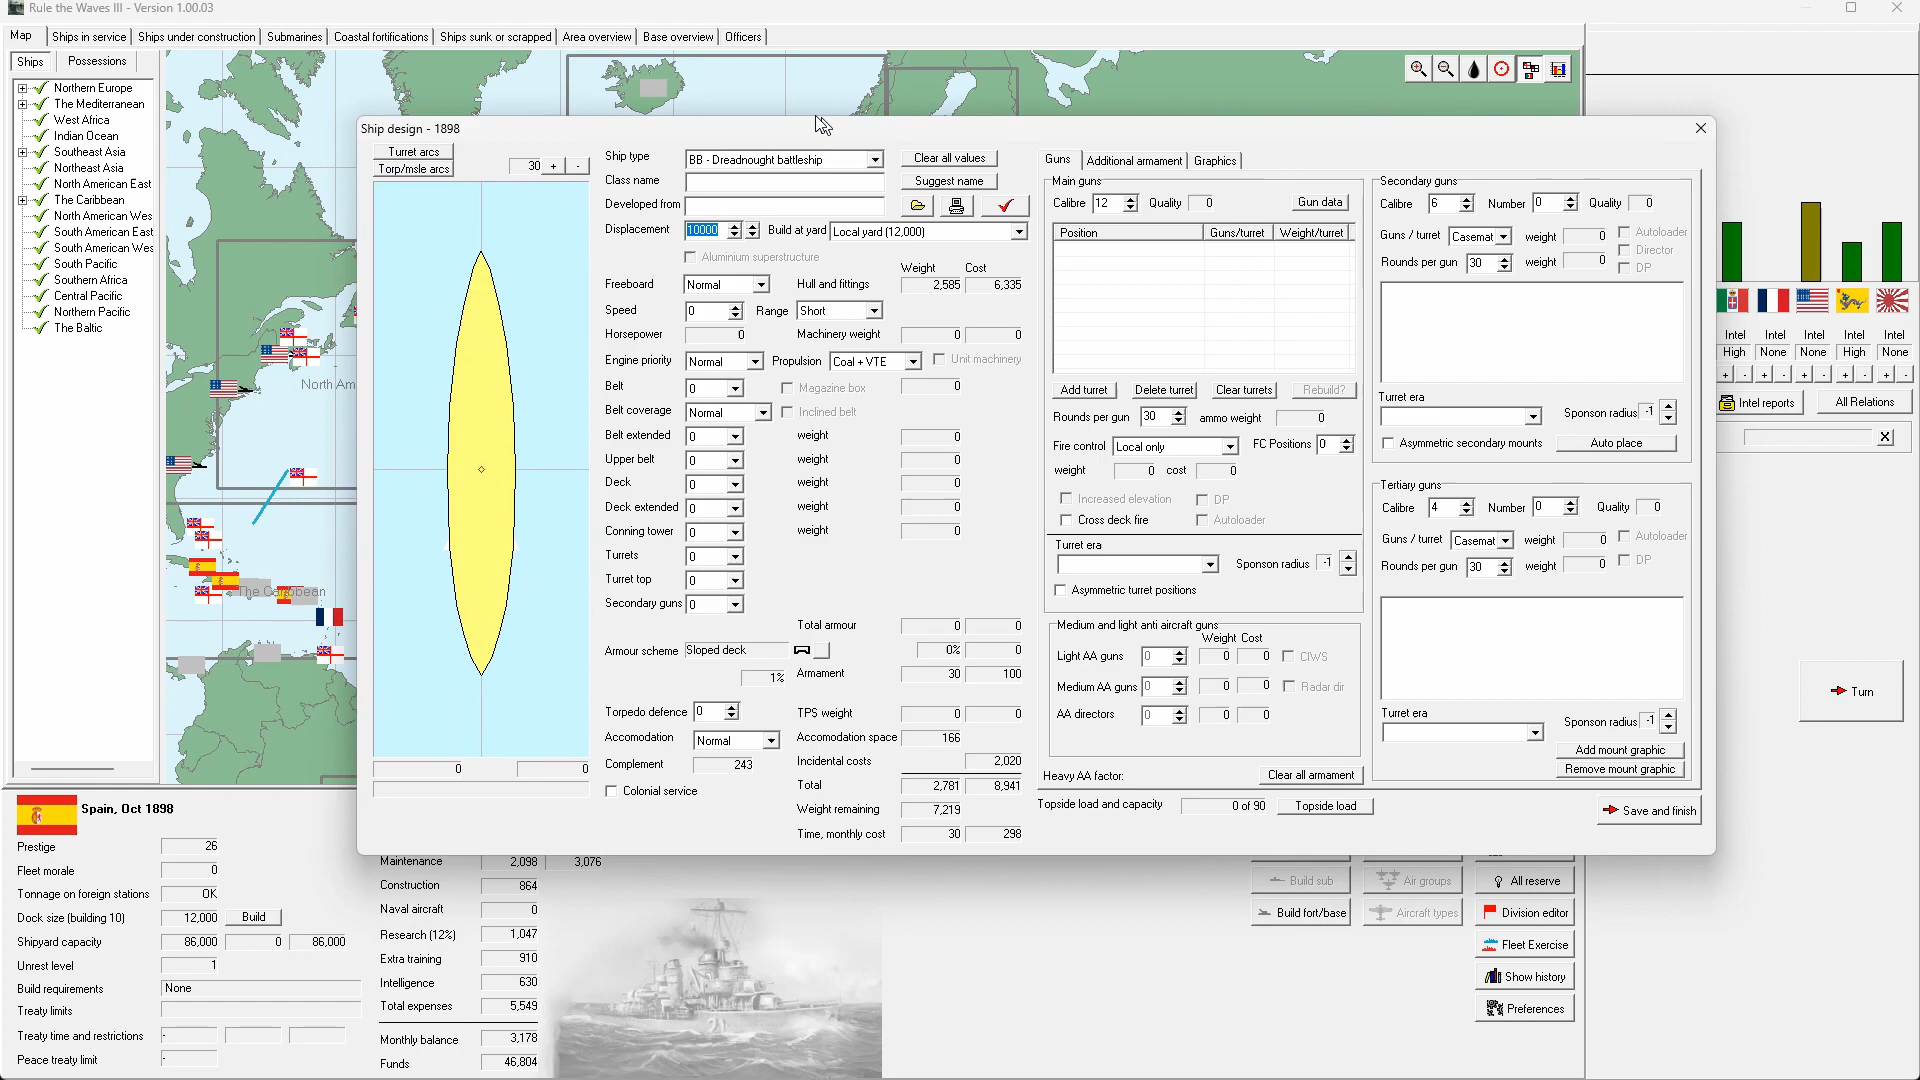 Rule the Waves III - Version 1.00.03
Map
Ships in service
Ships under construction
Submarines
Coastal fortifications
Ships sunk or scrapped
Area overview
Base overview
Officers
Ships
Possessions
Northern Europe
The Mediterranean
West Africa
Indian Ocean
Southeast Asia
Northeast Asia
North American East
The Caribbean
North American Wes
South American East
South American Wes
South Pacific
Southern Africa
Central Pacific
Northern Pacific
The Baltic
North Am
The Caribbean
Ship design - 1898
Turret arcs
Torp/msle arcs
30 + -
0 0
Ship type BB - Dreadnought battleship
Class name
Developed from
Displacement 10000
Build at yard Local yard (12,000)
Aluminium superstructure
Clear all values
Suggest name
Weight Cost
Freeboard Normal Hull and fittings 2,585 6,335
Speed 0 Range Short
Horsepower 0 Machinery weight 0 0
Engine priority Normal Propulsion Coal + VTE Unit machinery
Belt 0 Magazine box 0
Belt coverage Normal Inclined belt
Belt extended 0 weight 0
Upper belt 0 weight 0
Deck 0 weight 0
Deck extended 0 weight 0
Conning tower 0 weight 0
Turrets 0
Turret top 0
Secondary guns 0
Total armour 0 0
Armour scheme Sloped deck 0% 0
1% Armament 30 100
Torpedo defence 0 TPS weight 0 0
Accomodation Normal Accomodation space 166
Complement 243 Incidental costs 2,020
Colonial service Total 2,781 8,941
Weight remaining 7,219
Time, monthly cost 30 298
Guns
Additional armament
Graphics
Main guns
Calibre 12 Quality 0 Gun data
Position Guns/turret Weight/turret
Add turret Delete turret Clear turrets Rebuild?
Rounds per gun 30 ammo weight 0
Fire control Local only FC Positions 0
weight 0 cost 0
Increased elevation DP
Cross deck fire Autoloader
Turret era
Sponson radius -1
Asymmetric turret positions
Medium and light anti aircraft guns
Weight Cost
Light AA guns 0 0 0 CIWS
Medium AA guns 0 0 0 Radar dir
AA directors 0 0 0
Heavy AA factor: Clear all armament
Topside load and capacity 0 of 90 Topside load
Secondary guns
Calibre 6 Number 0 Quality 0
Guns / turret Casemat weight 0 Autoloader
Director
Rounds per gun 30 weight 0 DP
Turret era
Sponson radius -1
Asymmetric secondary mounts Auto place
Tertiary guns
Calibre 4 Number 0 Quality 0
Guns / turret Casemat weight 0 Autoloader
Rounds per gun 30 weight 0 DP
Turret era
Sponson radius -1
Add mount graphic
Remove mount graphic
Save and finish
Intel Intel Intel Intel Intel
High None None High None
+ - + - + - + - + -
Intel reports All Relations
X
Turn
Spain, Oct 1898
Prestige 26
Fleet morale 0
Tonnage on foreign stations OK
Dock size (building 10) 12,000 Build
Shipyard capacity 86,000 0 86,000
Unrest level 1
Build requirements None
Treaty limits
Treaty time and restrictions -
Peace treaty limit -
Maintenance 2,098 3,076
Construction 864
Naval aircraft 0
Research (12%) 1,047
Extra training 910
Intelligence 630
Total expenses 5,549
Monthly balance 3,178
Funds 46,804
Build sub Air groups All reserve
Build fort/base Aircraft types Division editor
Fleet Exercise
Show history
Preferences